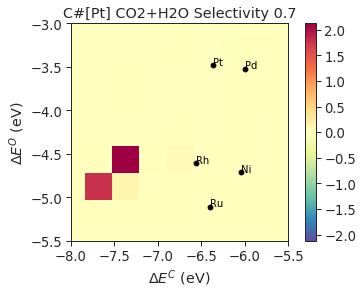 C#[Pt] CO2+H2O Selectivity 0.7
−3.0
−3.5
−4.0
−4.5
−5.0
−5.5
ΔE^O (eV)
Pt
Pd
Rh
Ni
Ru
−8.0 −7.5 −7.0 −6.5 −6.0 −5.5
ΔE^C (eV)
2.0
1.5
1.0
0.5
0.0
−0.5
−1.0
−1.5
−2.0